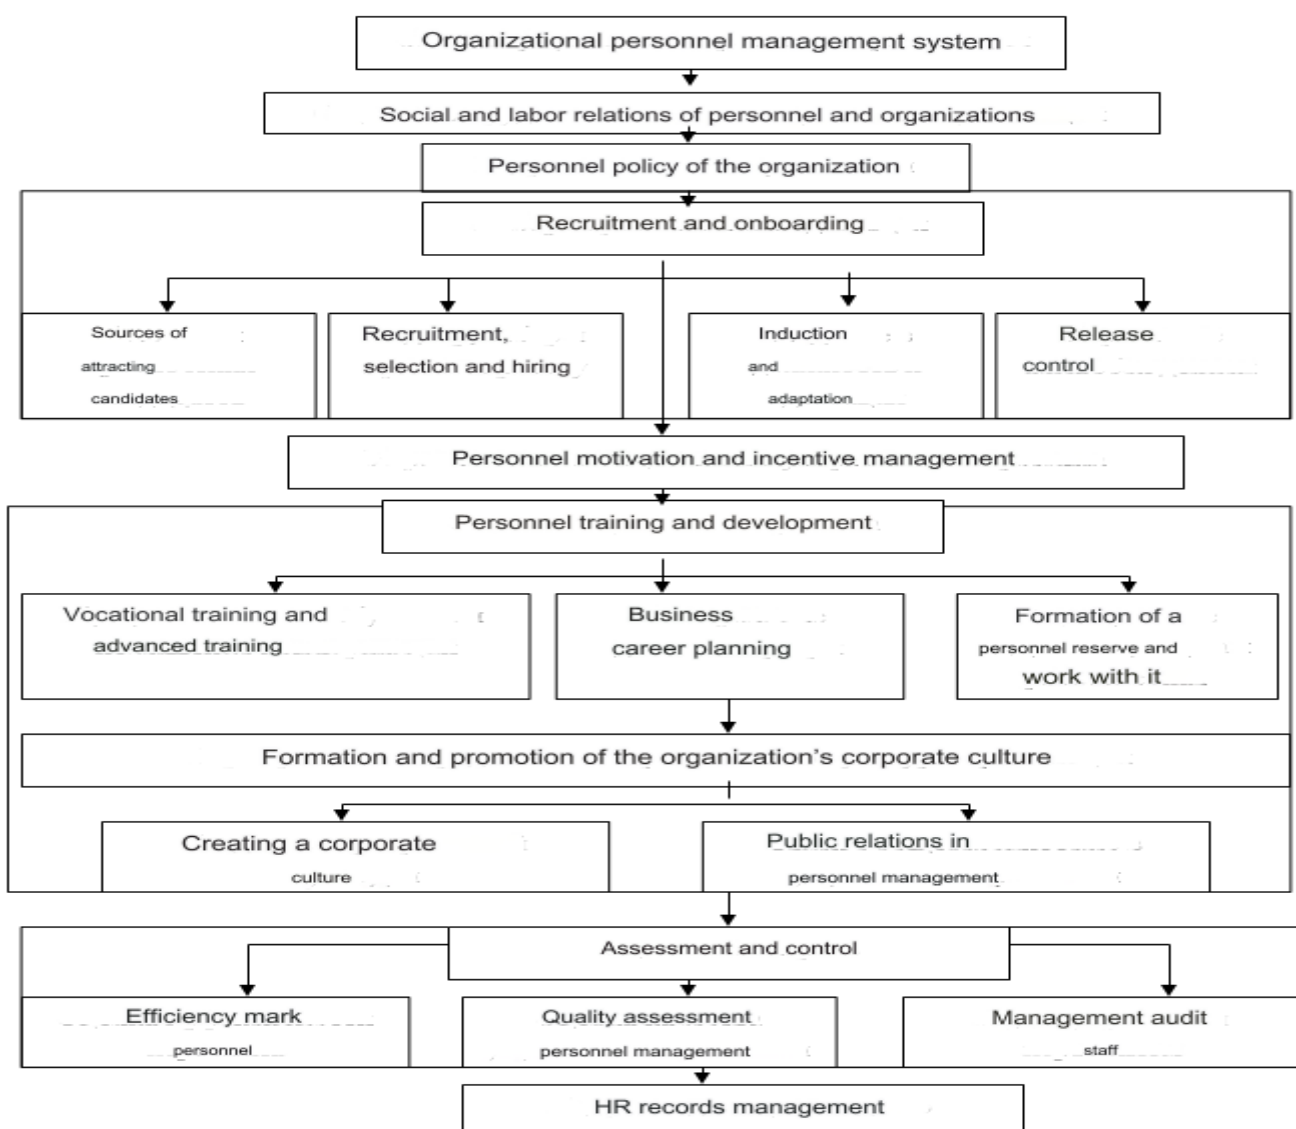 Organizational personnel management system
Social and labor relations of personnel and organizations
Personnel policy of the organization
Recruitment and onboarding
Sources of
attracting
candidates
Recruitment,
selection and hiring
Induction
and
adaptation
Release
control
Personnel motivation and incentive management
Personnel training and development
Vocational training and
advanced training
Business
career planning
Formation of a
personnel reserve and
work with it
Formation and promotion of the organization’s corporate culture
Creating a corporate
culture
Public relations in
personnel management
Assessment and control
Efficiency mark
personnel
Quality assessment
personnel management
Management audit
staff
HR records management